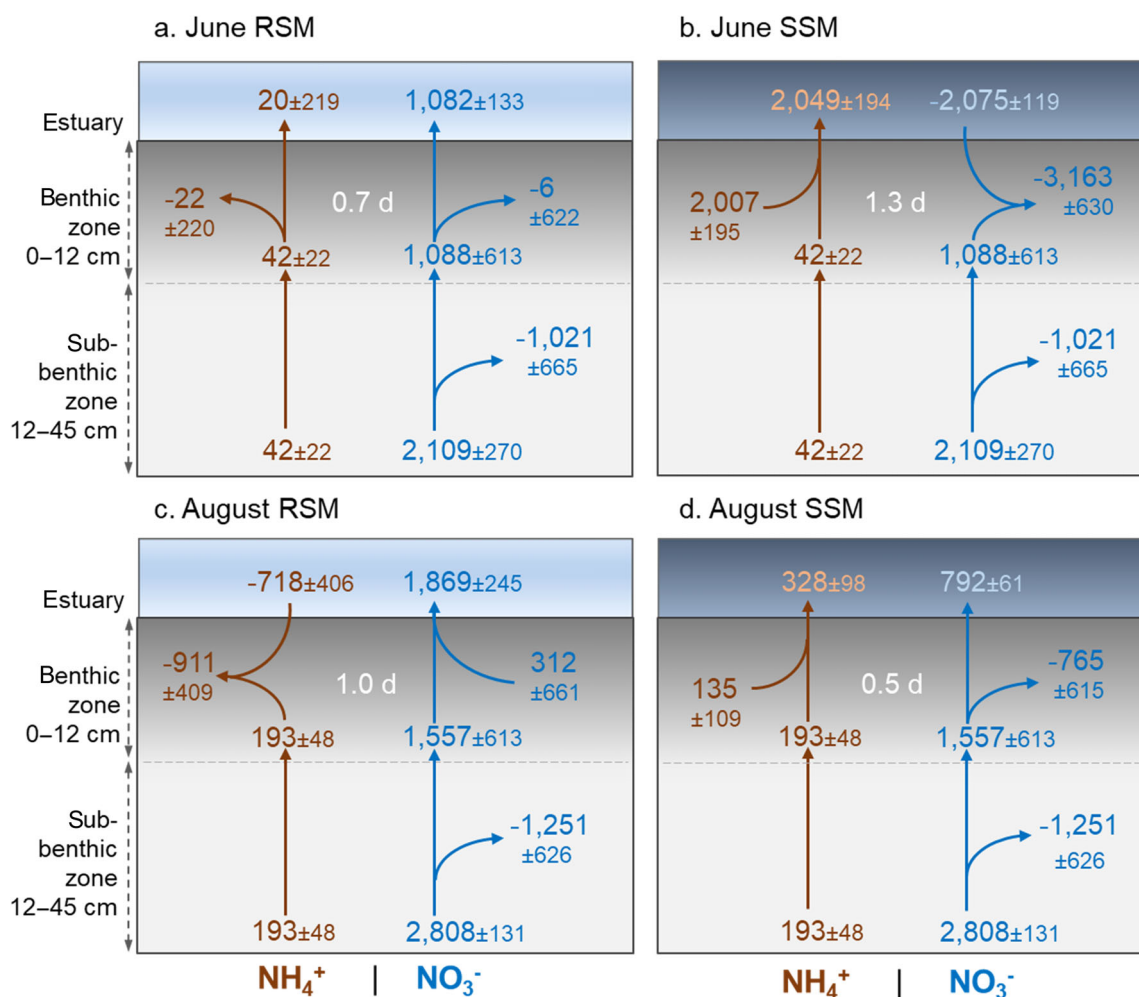 a. June RSM
b. June SSM
20±219
1,082±133
2,049±194
-2,075±119
Estuary
Benthic
zone
0–12 cm
-22
±220
0.7 d
-6
±622
42±22
1,088±613
2,007
±195
1.3 d
-3,163
±630
42±22
1,088±613
Sub-
benthic
zone
12–45 cm
-1,021
±665
42±22
2,109±270
-1,021
±665
42±22
2,109±270
c. August RSM
d. August SSM
-718±406
1,869±245
328±98
792±61
Estuary
Benthic
zone
0–12 cm
-911
±409
1.0 d
312
±661
193±48
1,557±613
135
±109
0.5 d
-765
±615
193±48
1,557±613
Sub-
benthic
zone
12–45 cm
-1,251
±626
193±48
2,808±131
-1,251
±626
193±48
2,808±131
NH₄⁺ | NO₃⁻
NH₄⁺ | NO₃⁻